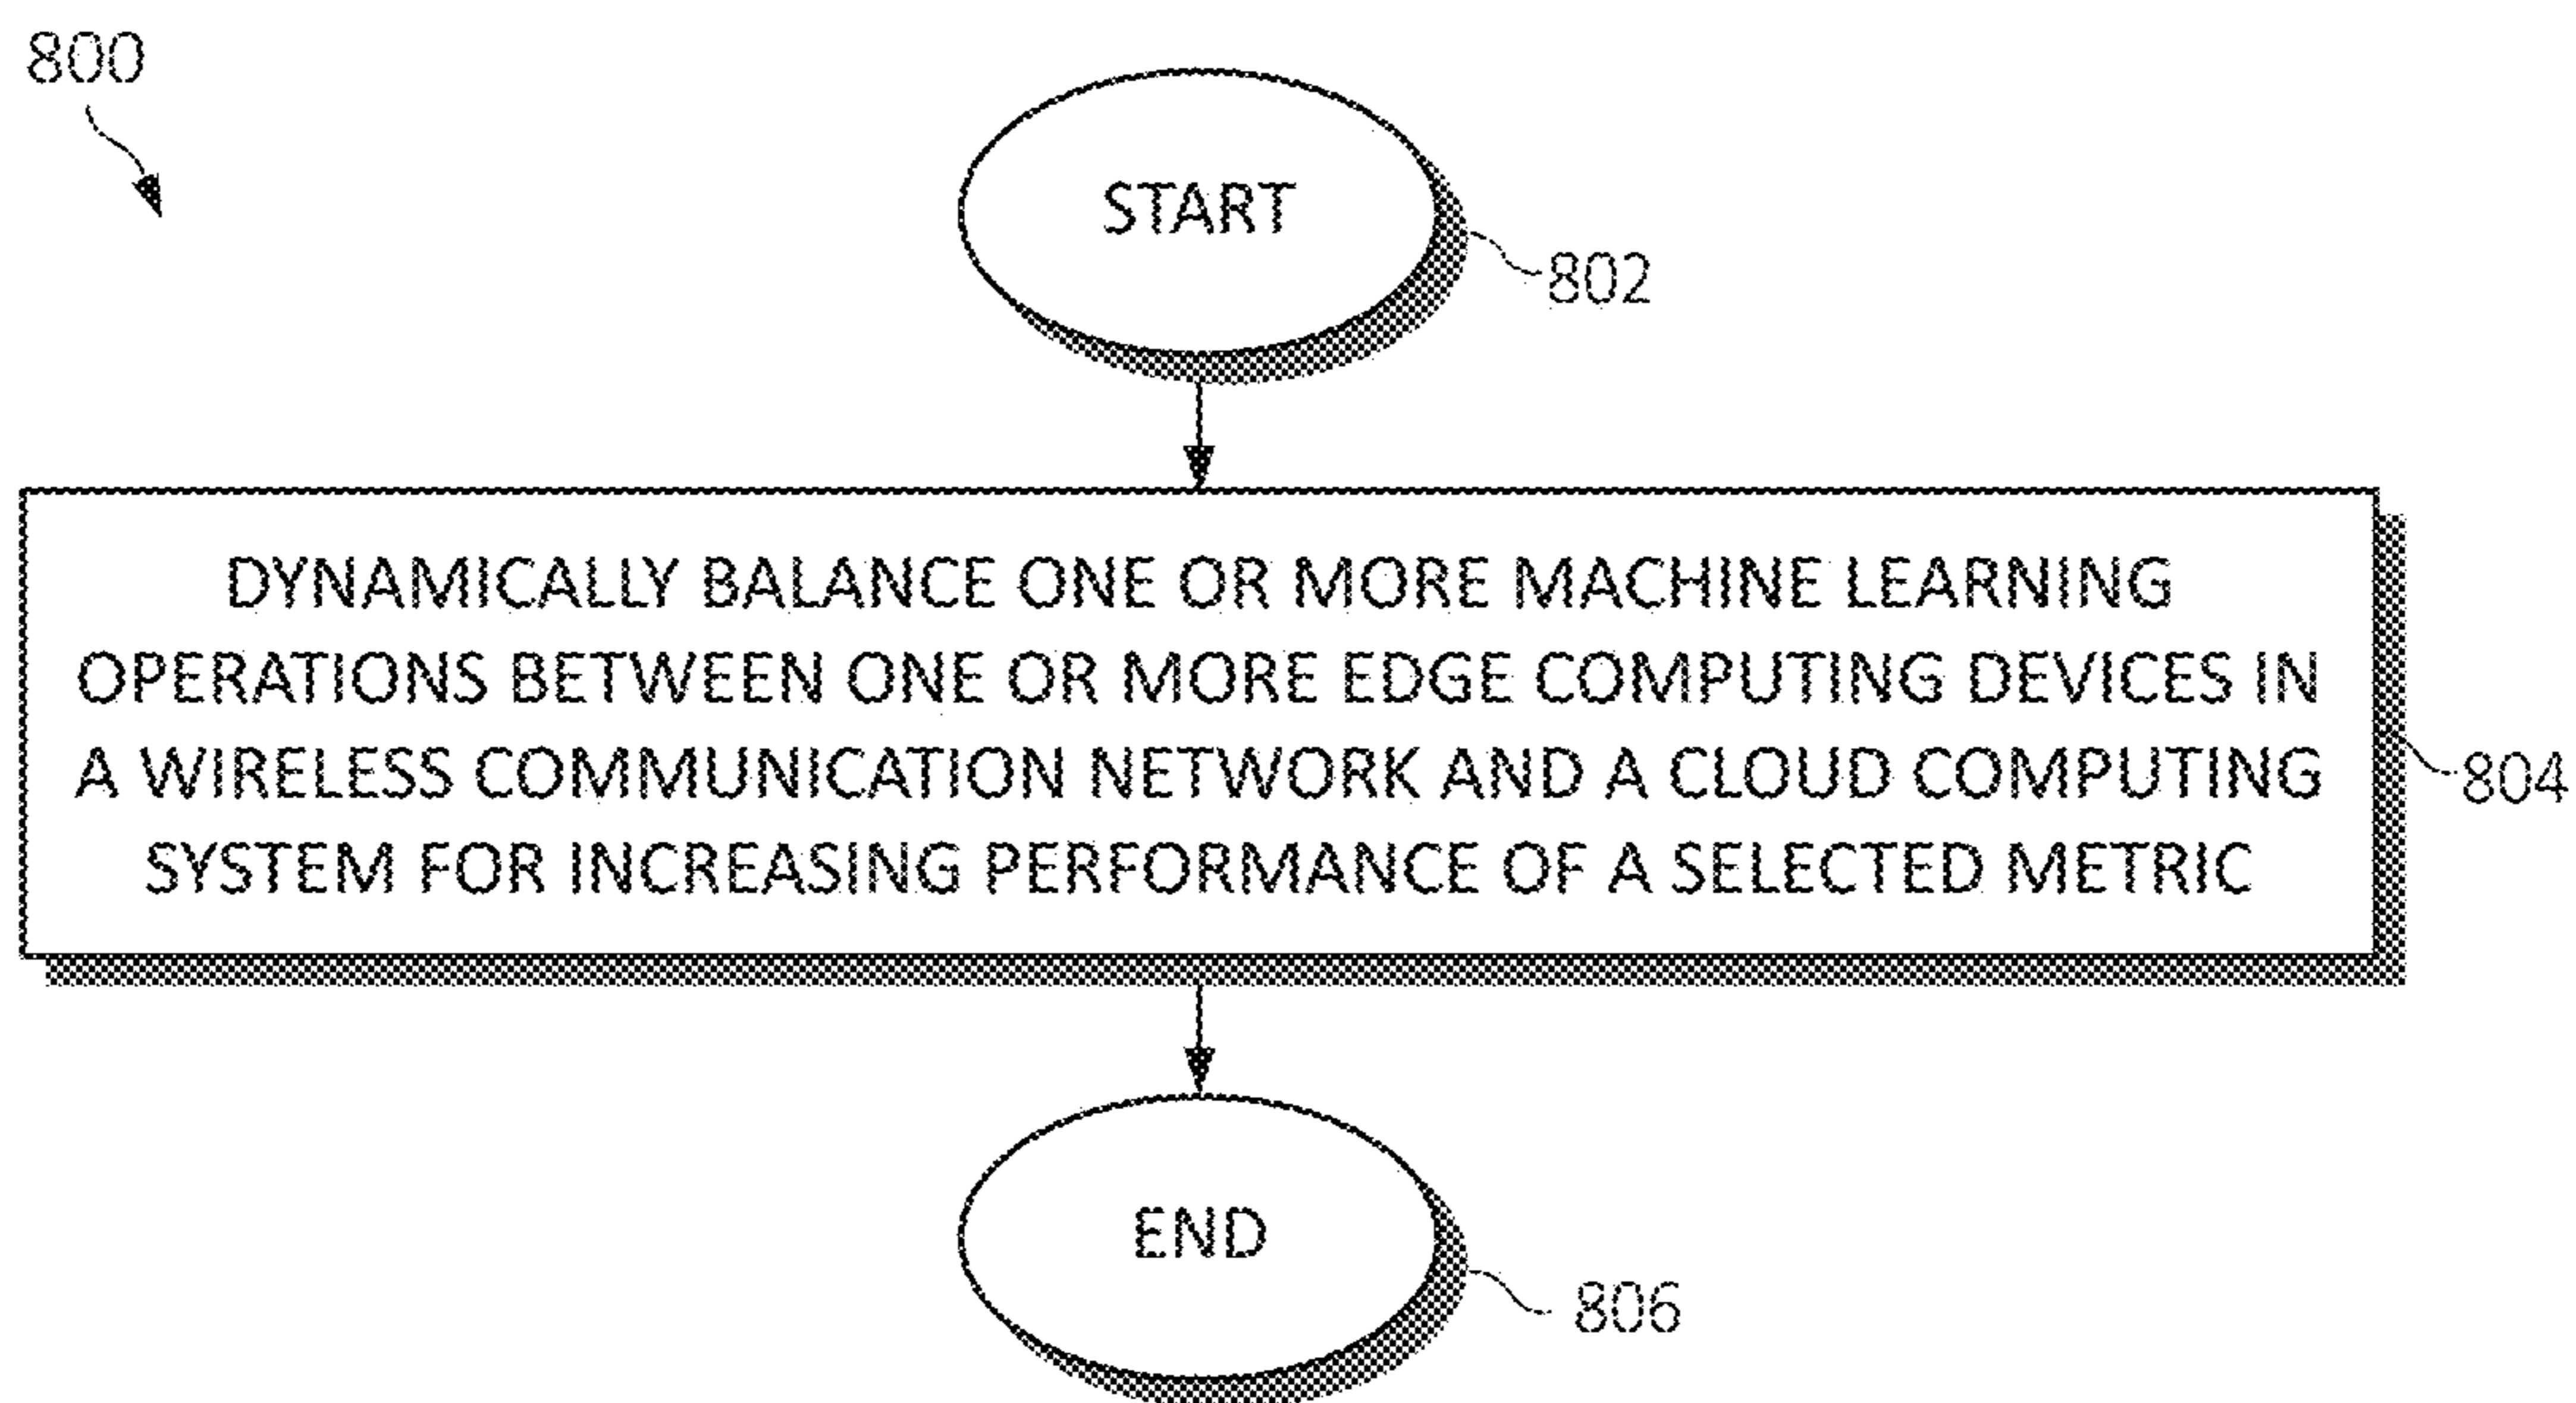 800
START
802
DYNAMICALLY BALANCE ONE OR MORE MACHINE LEARNING
OPERATIONS BETWEEN ONE OR MORE EDGE COMPUTING DEVICES IN
A WIRELESS COMMUNICATION NETWORK AND A CLOUD COMPUTING
SYSTEM FOR INCREASING PERFORMANCE OF A SELECTED METRIC
804
END
806